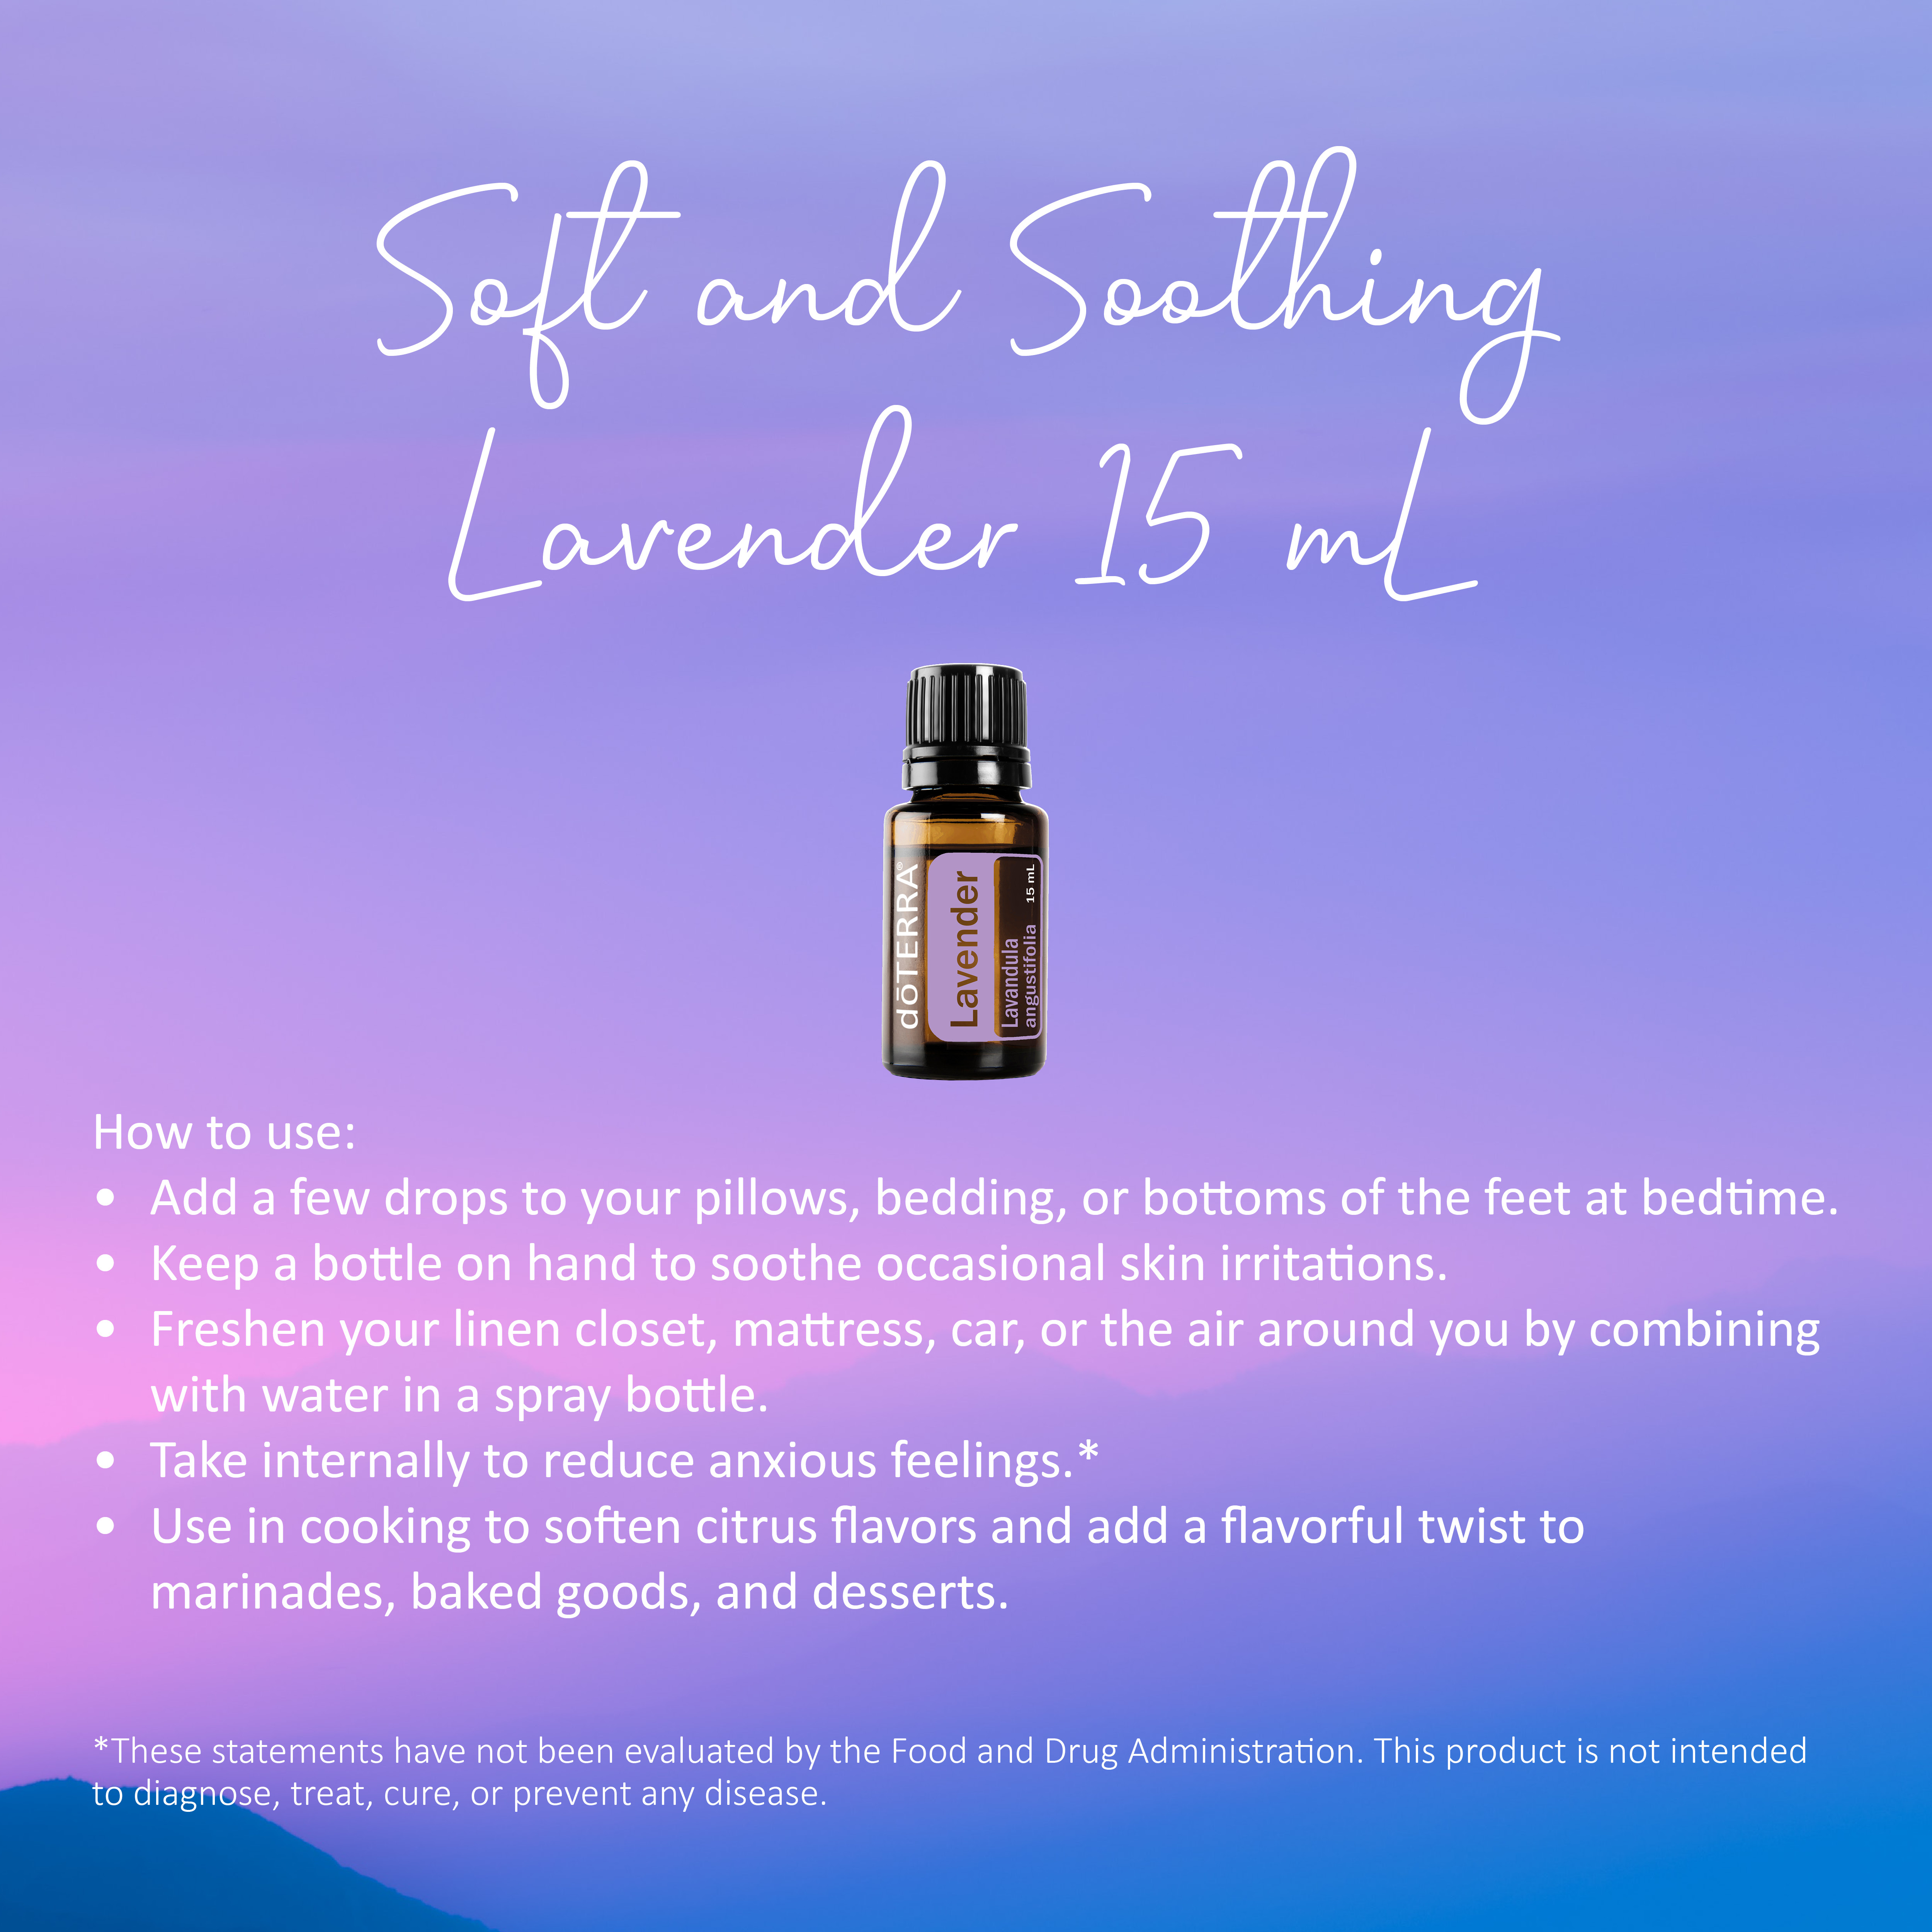 Soft and Soothing
Lavender 15 mL
dōTERRA®
Lavender
Lavandula
angustifolia 15 mL
How to use:
• Add a few drops to your pillows, bedding, or bottoms of the feet at bedtime.
• Keep a bottle on hand to soothe occasional skin irritations.
• Freshen your linen closet, mattress, car, or the air around you by combining
with water in a spray bottle.
• Take internally to reduce anxious feelings.*
• Use in cooking to soften citrus flavors and add a flavorful twist to
marinades, baked goods, and desserts.
*These statements have not been evaluated by the Food and Drug Administration. This product is not intended
to diagnose, treat, cure, or prevent any disease.